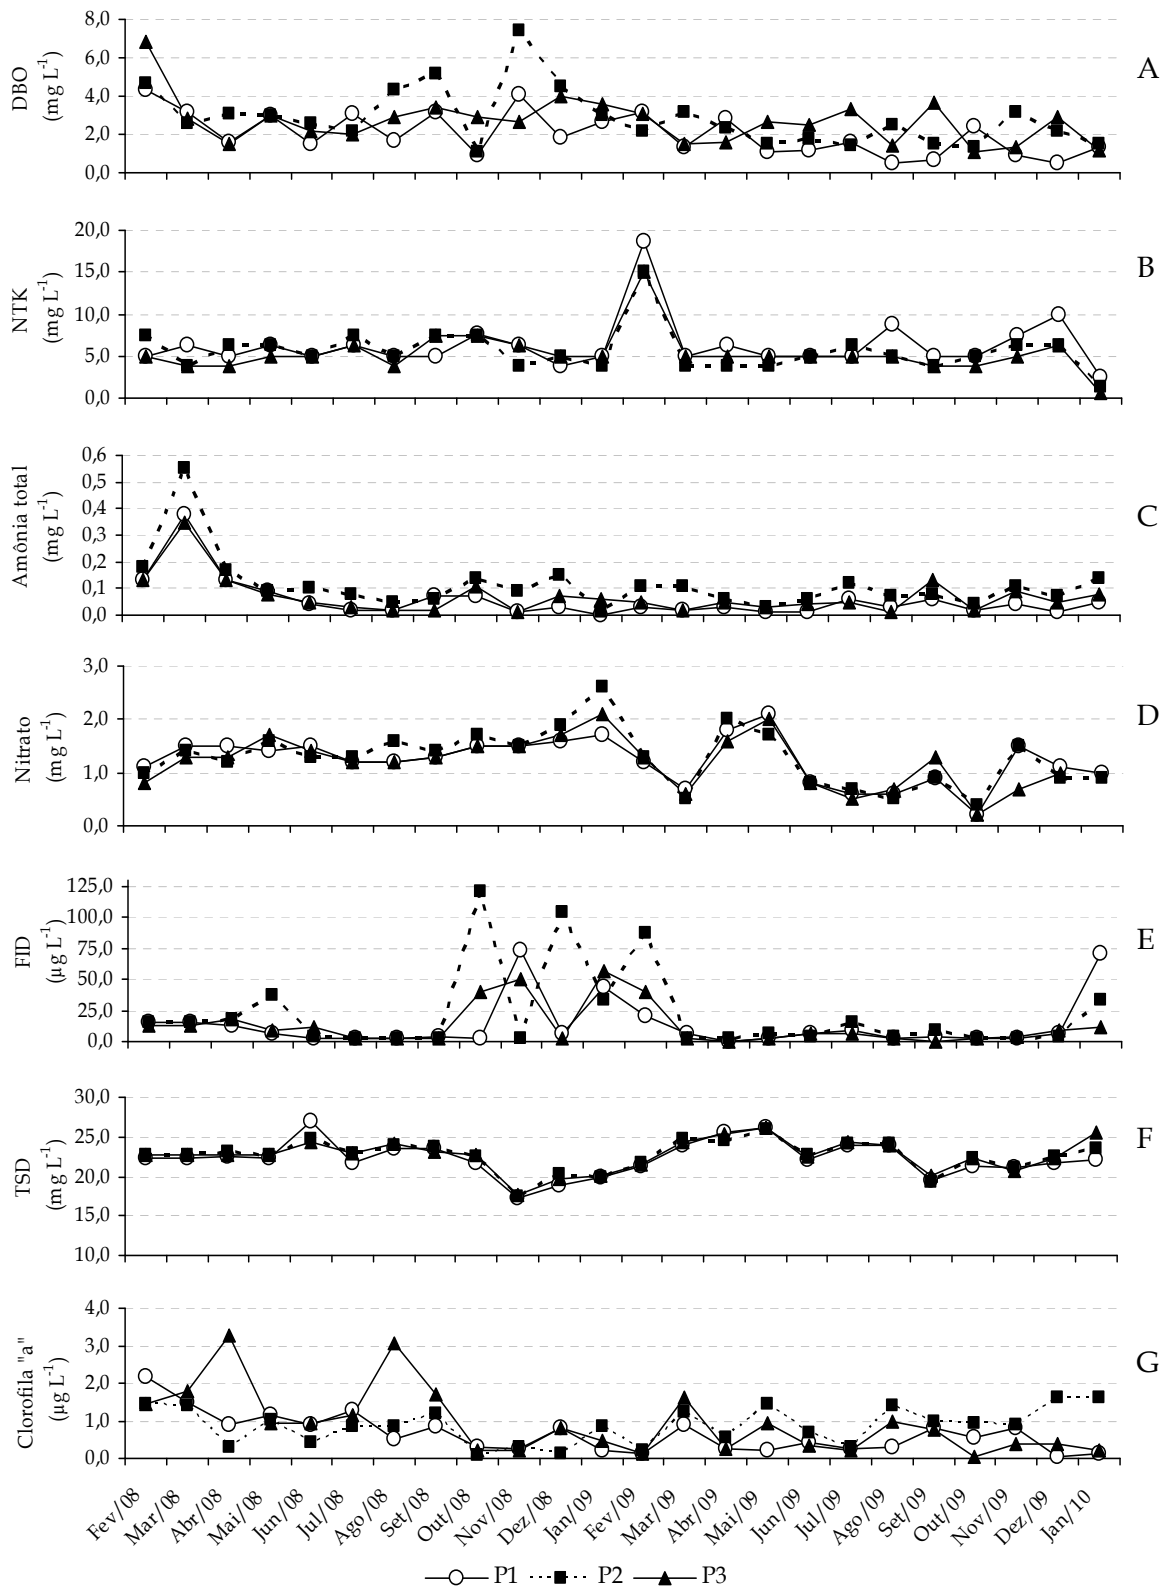 8,0
6,0
4,0
2,0
0,0
DBO
(mg L-1)
A
20,0
15,0
10,0
5,0
0,0
NTK
(mg L-1)
B
0,6
0,5
0,4
0,3
0,2
0,1
0,0
Amônia total
(mg L-1)
C
3,0
2,0
1,0
0,0
Nitrato
(mg L-1)
D
125,0
100,0
75,0
50,0
25,0
0,0
FID
(µg L-1)
E
30,0
25,0
20,0
15,0
10,0
TSD
(mg L-1)
F
4,0
3,0
2,0
1,0
0,0
Clorofila "a"
(µg L-1)
G
Fev/08
Mar/08
Abr/08
Mai/08
Jun/08
Jul/08
Ago/08
Set/08
Out/08
Nov/08
Dez/08
Jan/09
Fev/09
Mar/09
Abr/09
Mai/09
Jun/09
Jul/09
Ago/09
Set/09
Out/09
Nov/09
Dez/09
Jan/10
P1 P2 P3